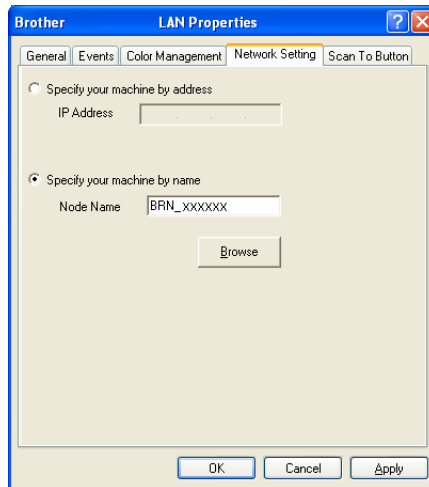 Brother LAN Properties
General Events Color Management Network Setting Scan To Button
Specify your machine by address
IP Address . . .
Specify your machine by name
Node Name BRN_xxxxxx
Browse
OK Cancel Apply